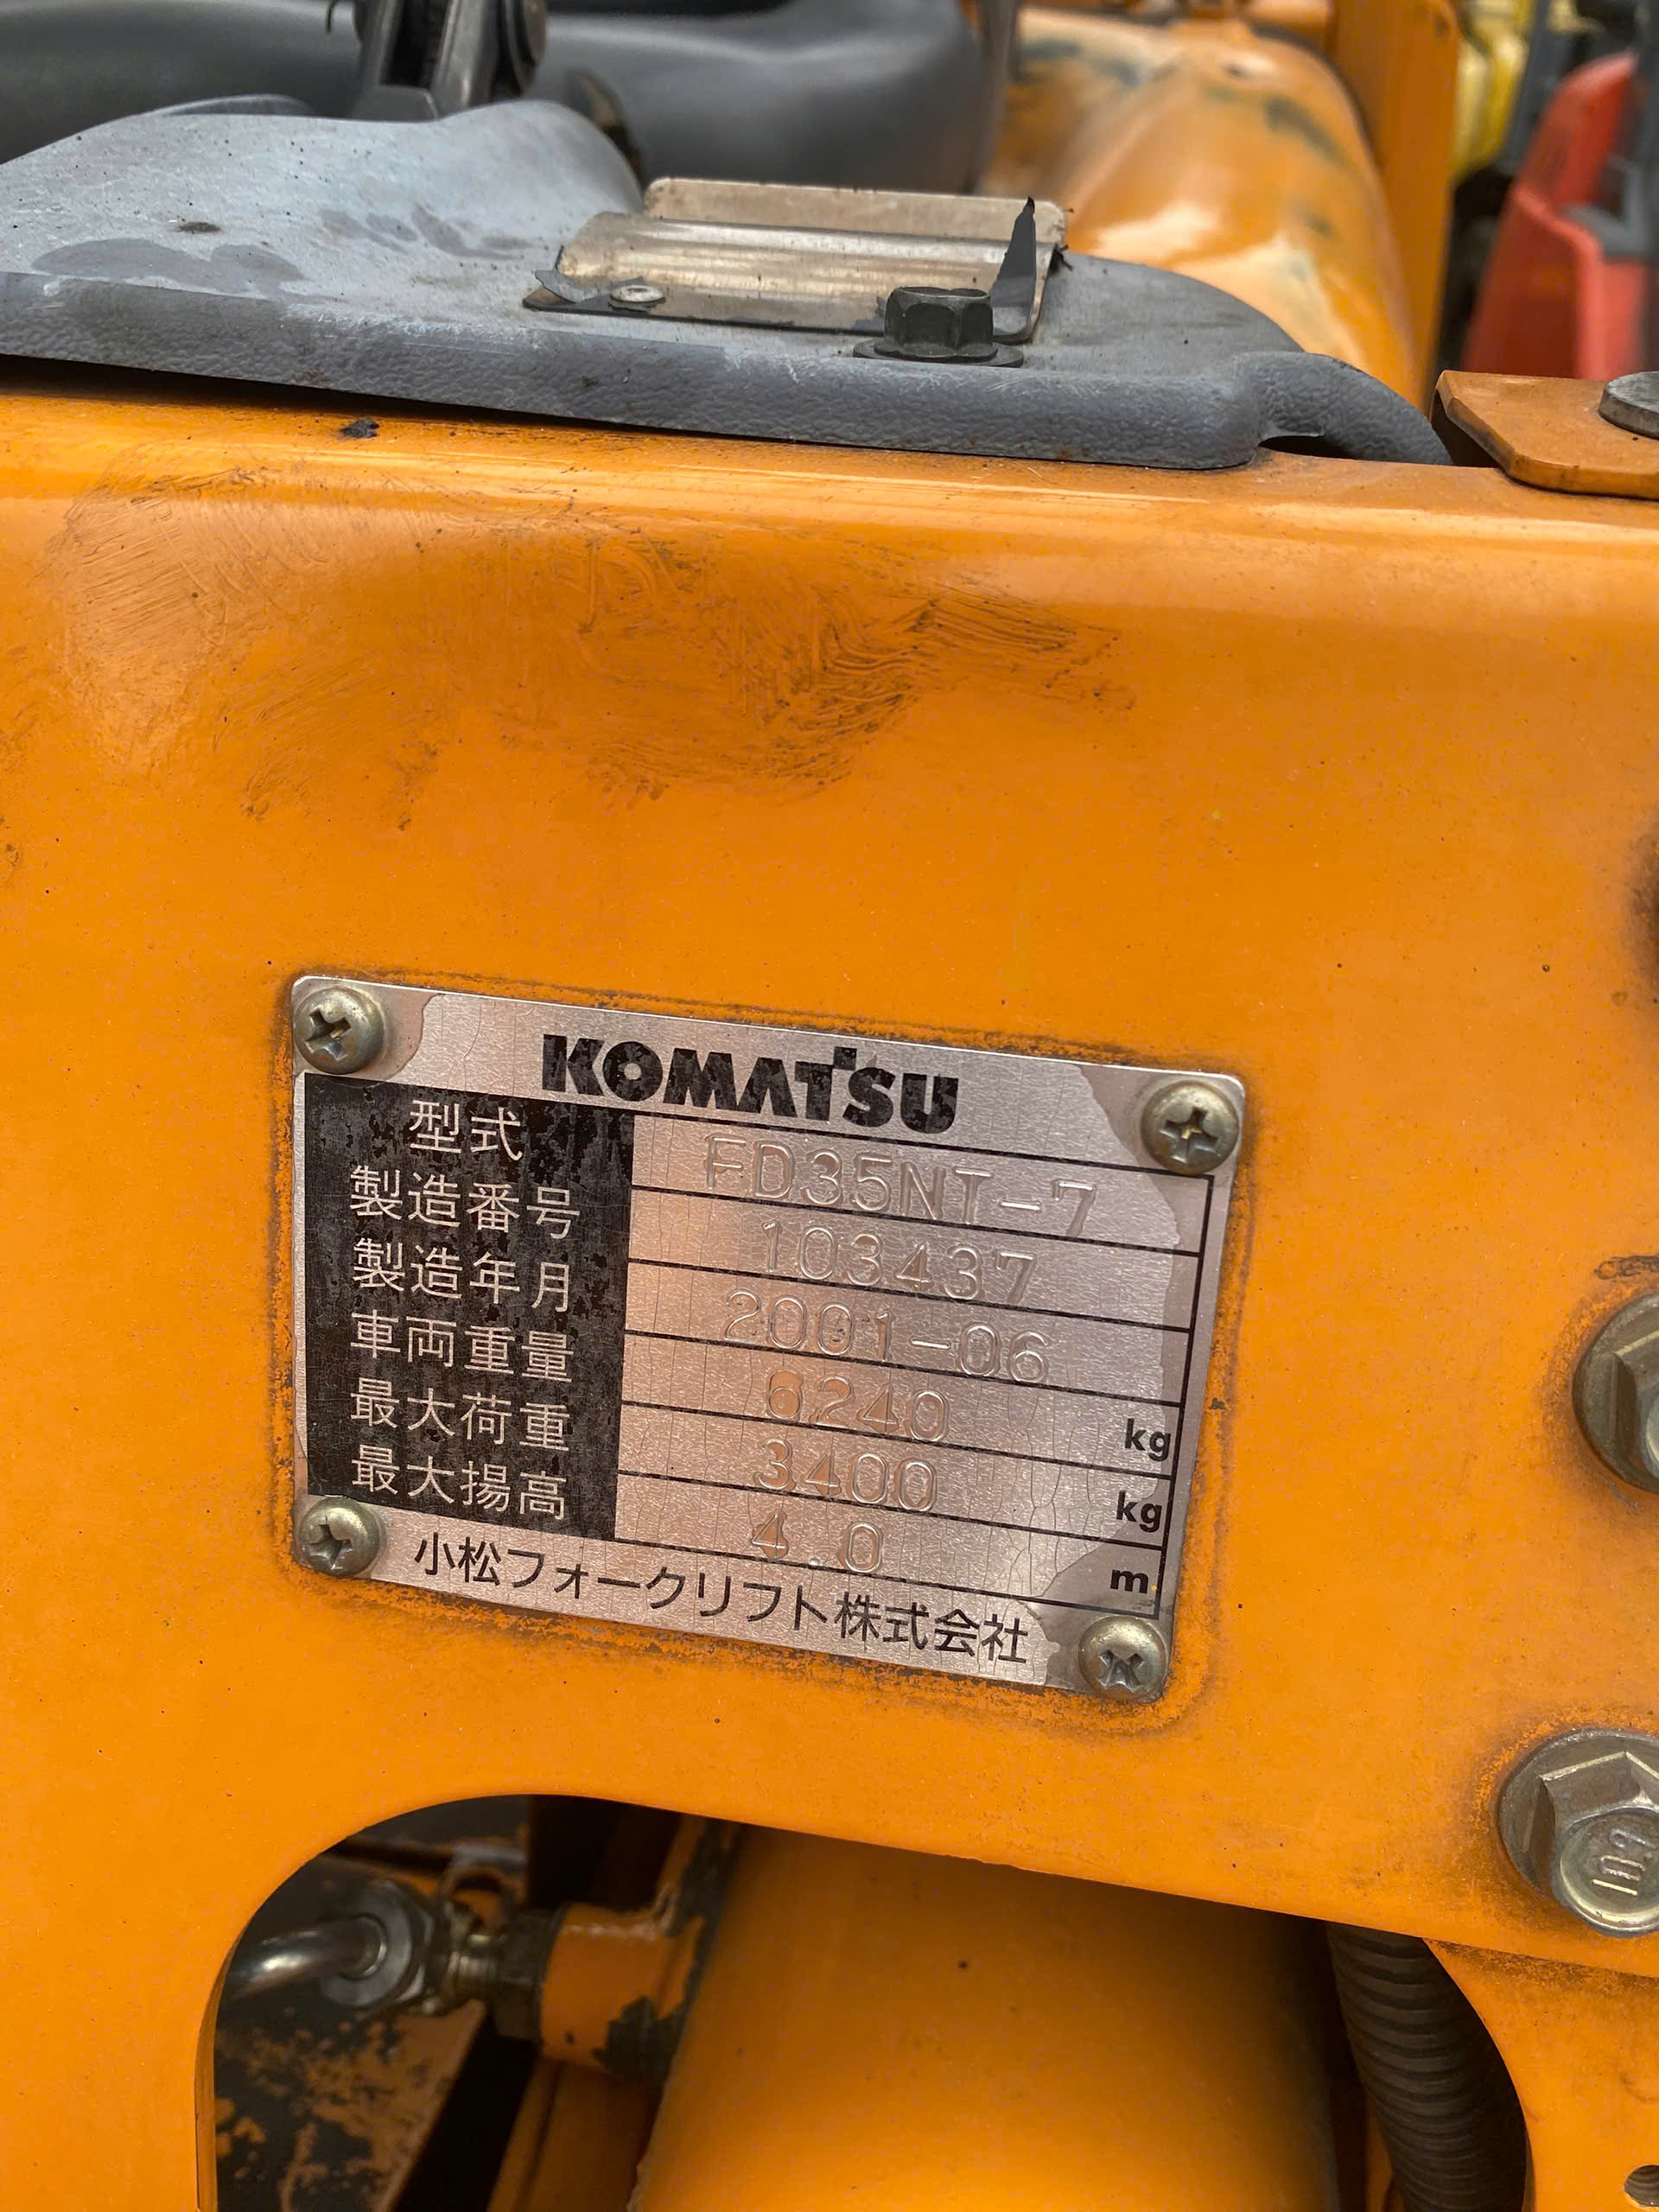 KOMATSU
型式 FD35NT-7
製造番号 103437
製造年月 2001-06
車両重量 6240 kg
最大荷重 3400 kg
最大揚高 4.0 m
小松フォークリフト株式会社
10.9